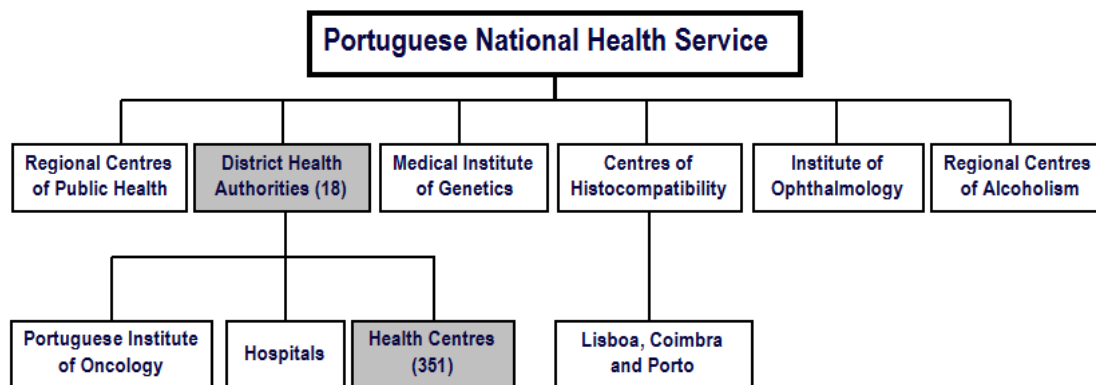 Portuguese National Health Service
Regional Centres
of Public Health
District Health
Authorities (18)
Medical Institute
of Genetics
Centres of
Histocompatibility
Institute of
Ophthalmology
Regional Centres
of Alcoholism
Portuguese Institute
of Oncology
Hospitals
Health Centres
(351)
Lisboa, Coimbra
and Porto